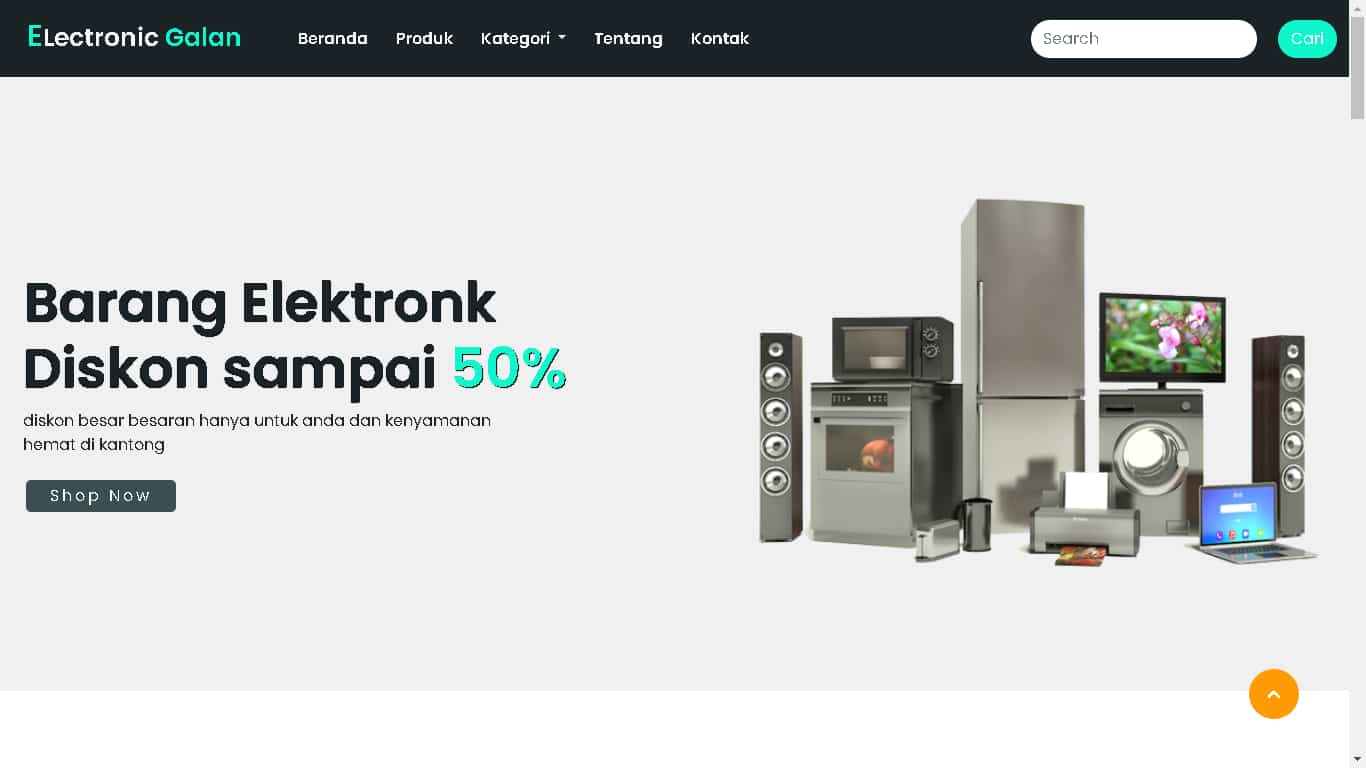 ELectronic Galan
Beranda
Produk
Kategori
Tentang
Kontak
Search
Cari
Barang Elektronk
Diskon sampai 50%
diskon besar besaran hanya untuk anda dan kenyamanan
hemat di kantong
Shop Now